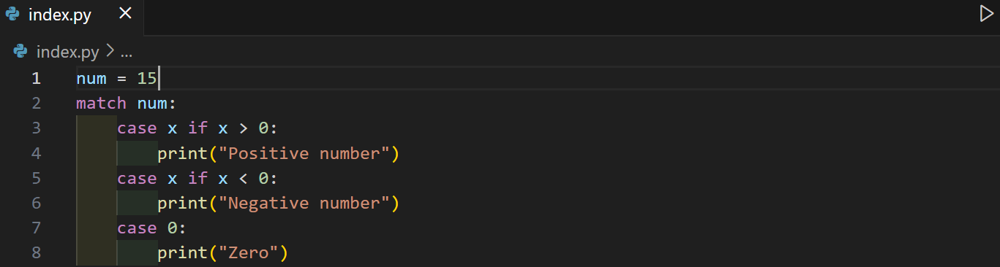 index.py
index.py > ...
1 num = 15
2 match num:
3     case x if x > 0:
4         print("Positive number")
5     case x if x < 0:
6         print("Negative number")
7     case 0:
8         print("Zero")